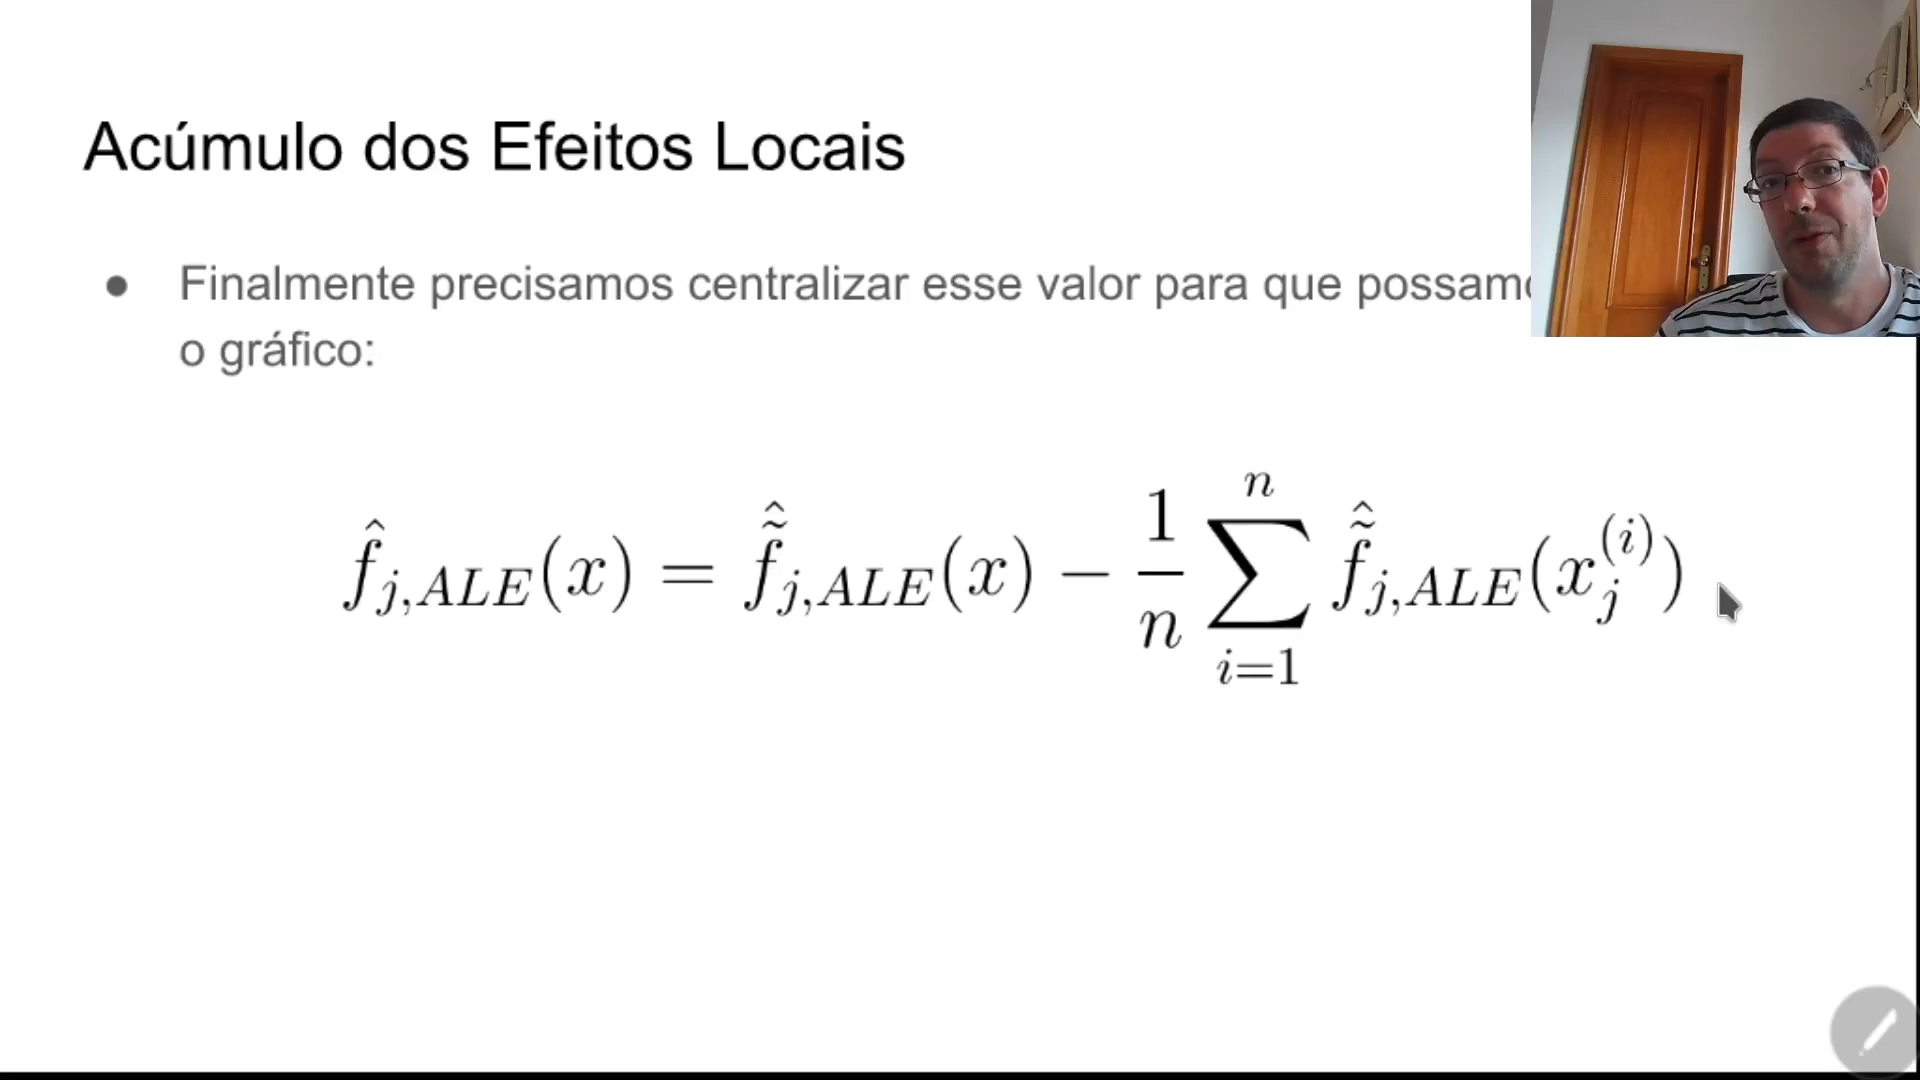 Acúmulo dos Efeitos Locais
● Finalmente precisamos centralizar esse valor para que
o gráfico:
$\hat{f}_{j,ALE}(x) = \hat{\tilde{f}}_{j,ALE}(x) - \frac{1}{n} \sum_{i=1}^{n} \hat{\tilde{f}}_{j,ALE}(x_j^{(i)})$